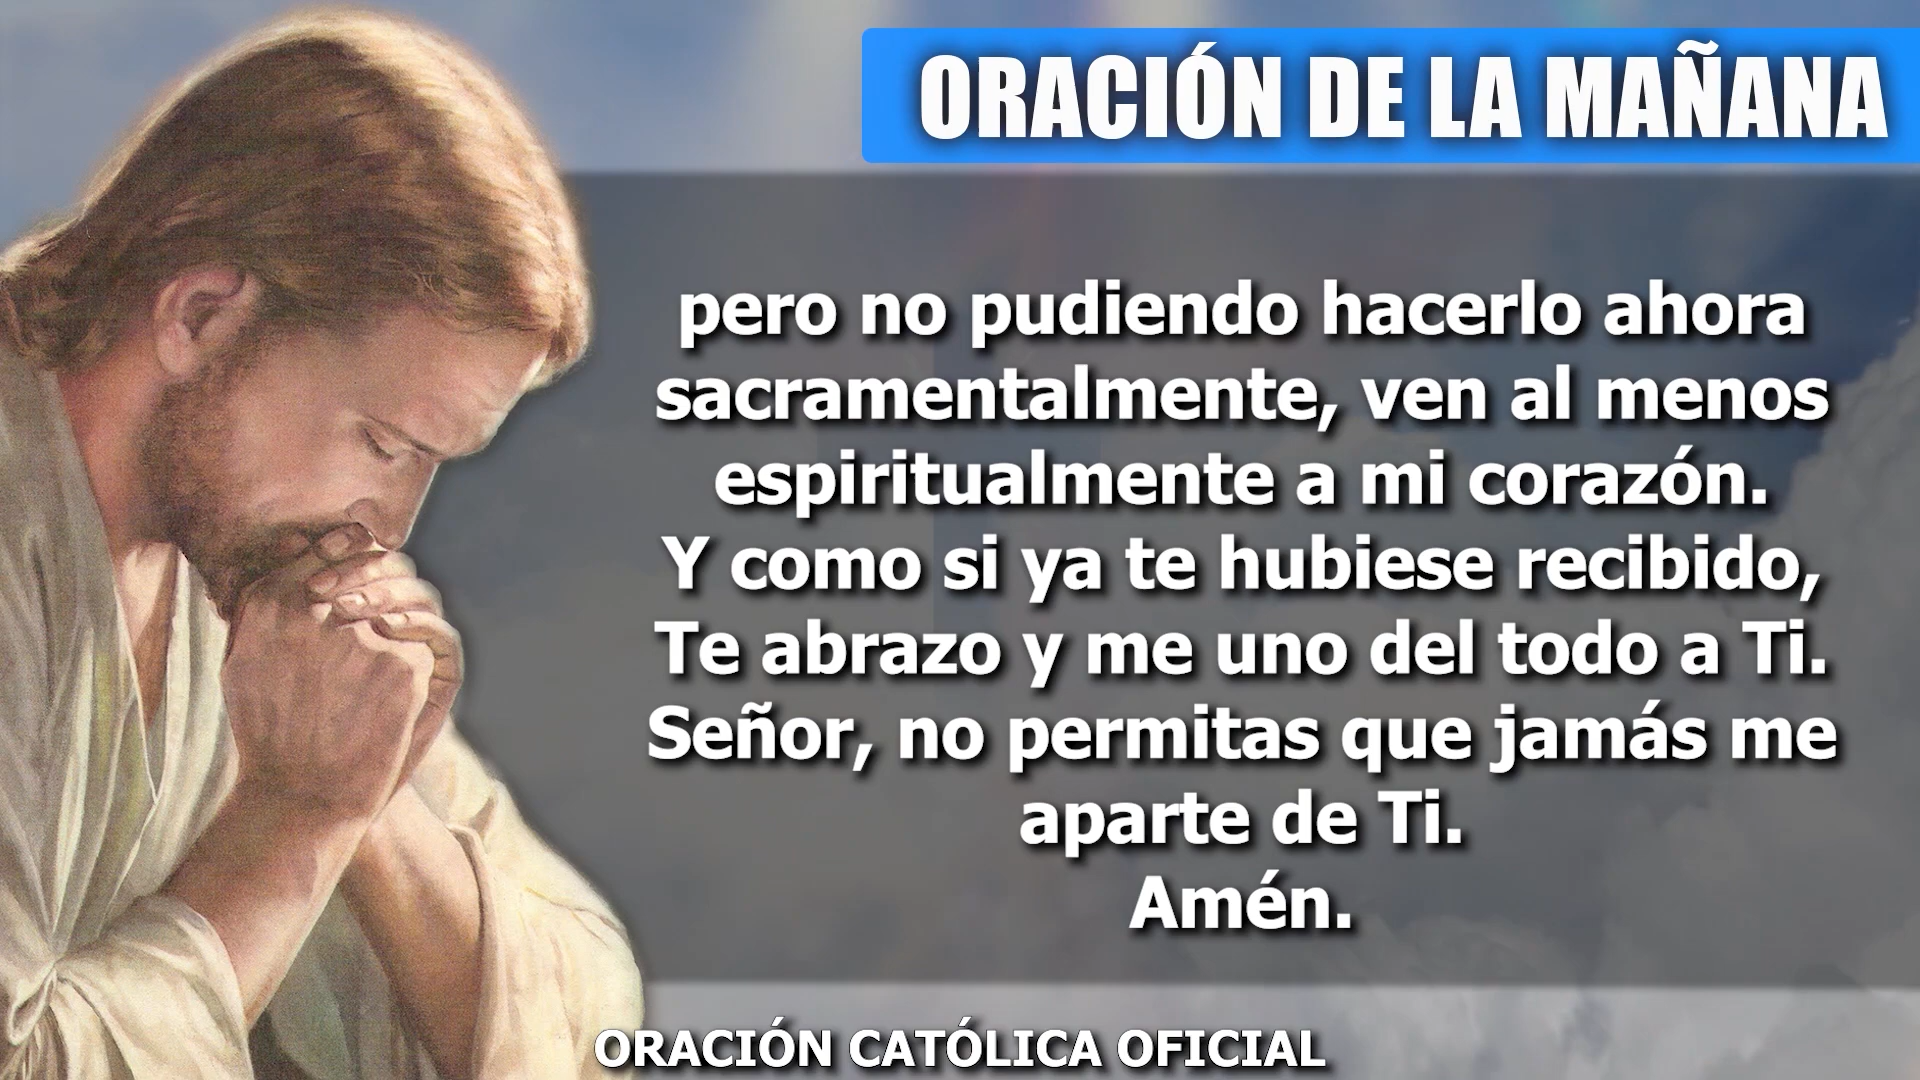 ORACIÓN DE LA MAÑANA
pero no pudiendo hacerlo ahora
sacramentalmente, ven al menos
espiritualmente a mi corazón.
Y como si ya te hubiese recibido,
Te abrazo y me uno del todo a Ti.
Señor, no permitas que jamás me
aparte de Ti.
Amén.
ORACIÓN CATÓLICA OFICIAL